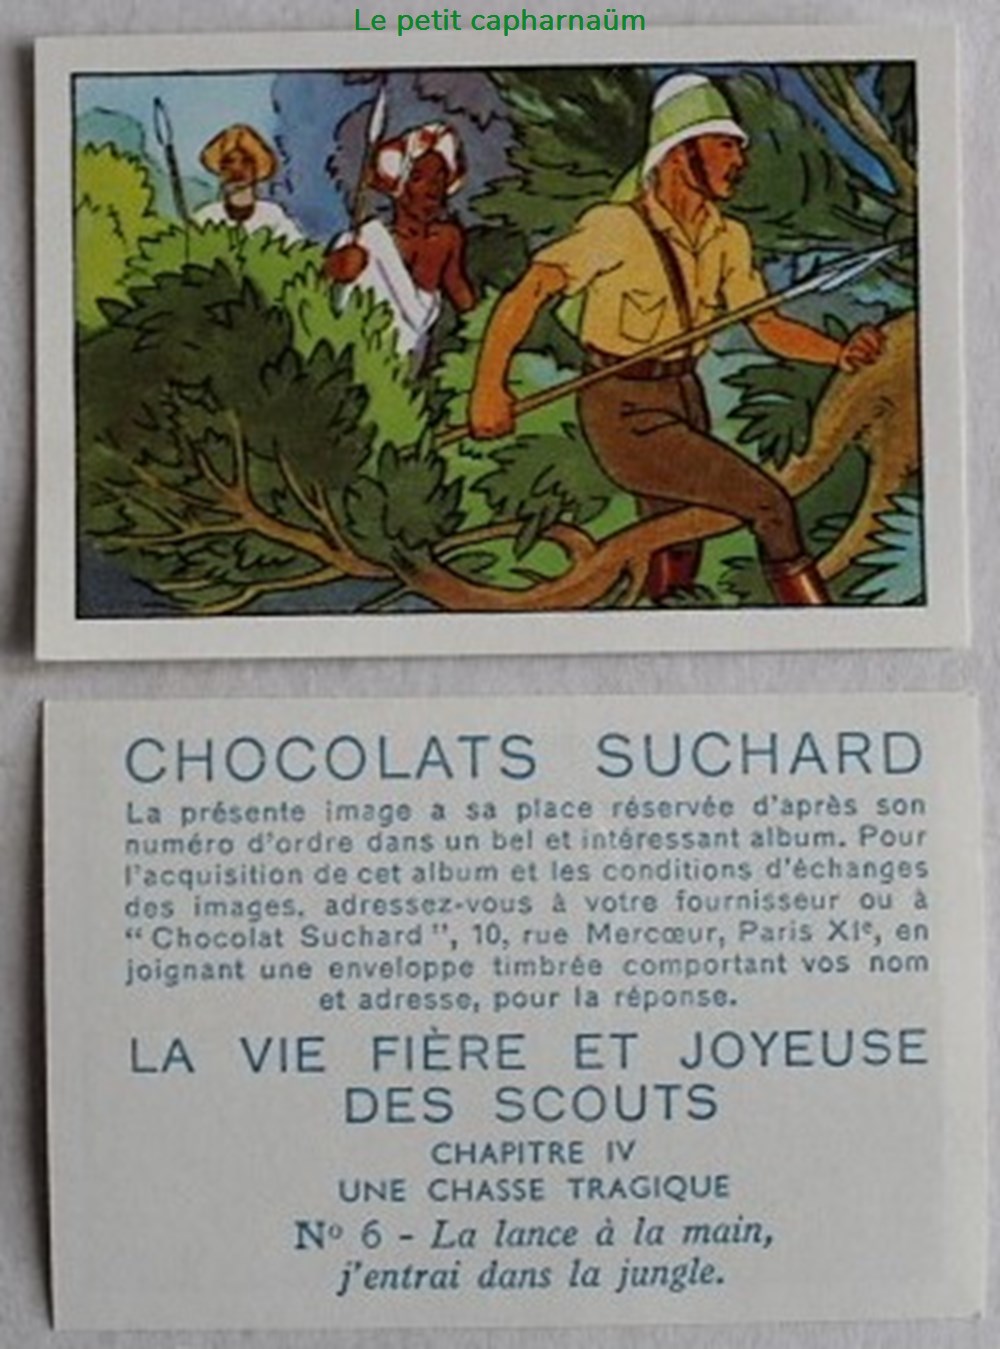 Le petit capharnaüm
CHOCOLATS SUCHARD
La présente image a sa place réservée d'après son
numéro d'ordre dans un bel et intéressant album. Pour
l'acquisition de cet album et les conditions d'échanges
des images, adressez-vous à votre fournisseur ou à
“ Chocolat Suchard ”, 10, rue Mercœur, Paris XIe, en
joignant une enveloppe timbrée comportant vos nom
et adresse, pour la réponse.
LA VIE FIÈRE ET JOYEUSE
DES SCOUTS
CHAPITRE IV
UNE CHASSE TRAGIQUE
No 6 - La lance à la main,
j'entrai dans la jungle.